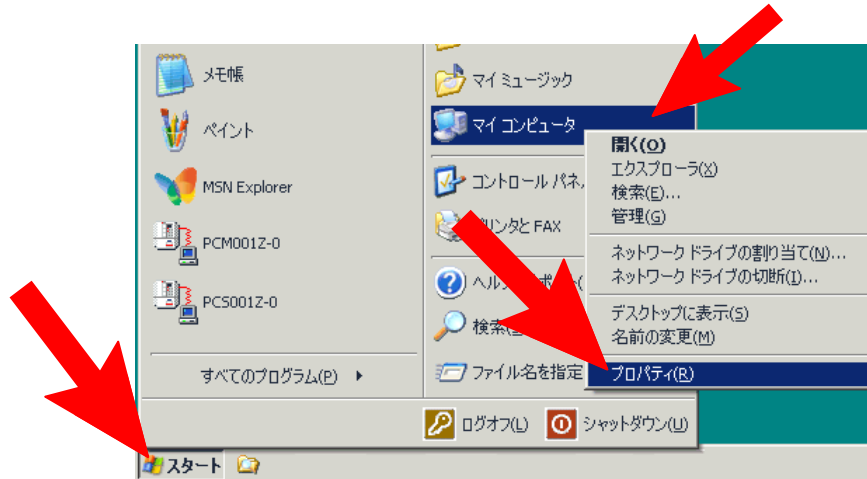 メモ帳
ペイント
MSN Explorer
PCM001Z-0
PCS001Z-0
すべてのプログラム(P)
マイ ミュージック
マイ コンピュータ
コントロール パネ
リンタと FAX
検索
ファイル名を指定
開く(O)
エクスプローラ(X)
検索(E)...
管理(G)
ネットワーク ドライブの割り当て(N)...
ネットワーク ドライブの切断(I)...
デスクトップに表示(S)
名前の変更(M)
プロパティ(R)
ログオフ(L)
シャットダウン(U)
スタート